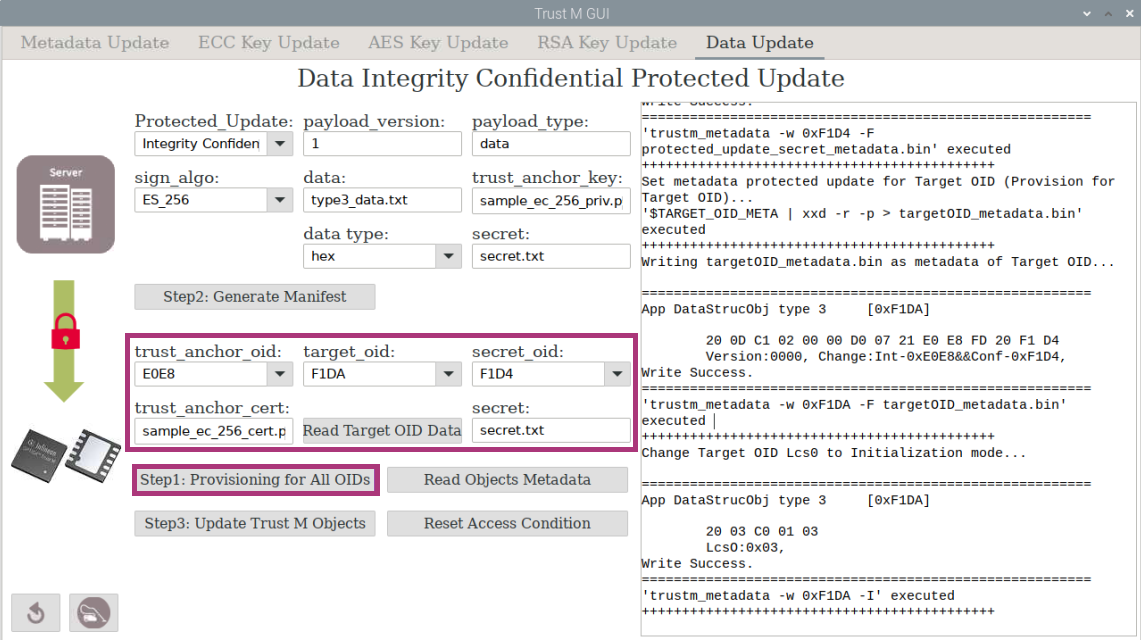 Trust M GUI
Metadata Update
ECC Key Update
AES Key Update
RSA Key Update
Data Update
Data Integrity Confidential Protected Update
Protected_Update:
payload_version:
payload_type:
Integrity Confiden
1
data
sign_algo:
data:
trust_anchor_key:
ES_256
type3_data.txt
sample_ec_256_priv.p
data type:
secret:
hex
secret.txt
Step2: Generate Manifest
Server
trust_anchor_oid:
target_oid:
secret_oid:
E0E8
F1DA
F1D4
trust_anchor_cert:
secret:
sample_ec_256_cert.p
Read Target OID Data
secret.txt
Step1: Provisioning for All OIDs
Read Objects Metadata
Step3: Update Trust M Objects
Reset Access Condition
Write Success.
========================================================
'trustm_metadata -w 0xF1D4 -F
protected_update_secret_metadata.bin' executed
++++++++++++++++++++++++++++++++++++++++++++
Set metadata protected update for Target OID (Provision for
Target OID)...
'$TARGET_OID_META | xxd -r -p > targetOID_metadata.bin'
executed
++++++++++++++++++++++++++++++++++++++++++++
Writing targetOID_metadata.bin as metadata of Target OID...
========================================================
App DataStrucObj type 3     [0xF1DA]
20 0D C1 02 00 00 D0 07 21 E0 E8 FD 20 F1 D4
Version:0000, Change:Int-0xE0E8&&Conf-0xF1D4,
Write Success.
========================================================
'trustm_metadata -w 0xF1DA -F targetOID_metadata.bin'
executed
++++++++++++++++++++++++++++++++++++++++++++
Change Target OID Lcs0 to Initialization mode...
========================================================
App DataStrucObj type 3     [0xF1DA]
20 03 C0 01 03
LcsO:0x03,
Write Success.
========================================================
'trustm_metadata -w 0xF1DA -I' executed
++++++++++++++++++++++++++++++++++++++++++++